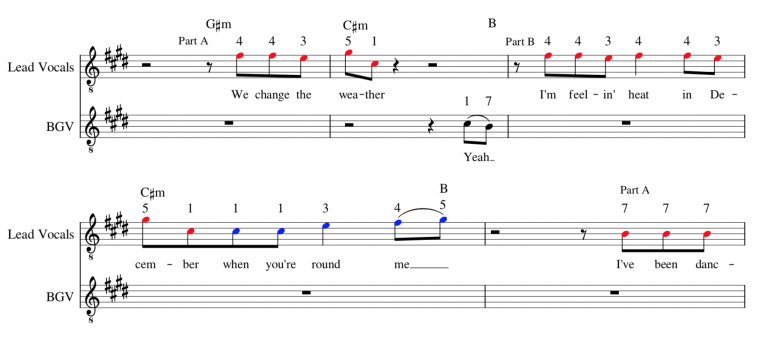 G♯m C♯m B
Part A 4 4 3 5 1 Part B 4 4 3 4 4 3
Lead Vocals
We change the wea-ther I'm feel-in' heat in De-
1 7
BGV
Yeah_
C♯m B Part A
5 1 1 1 3 4 5 7 7 7
Lead Vocals
cem-ber when you're round me____ I've been danc-
BGV